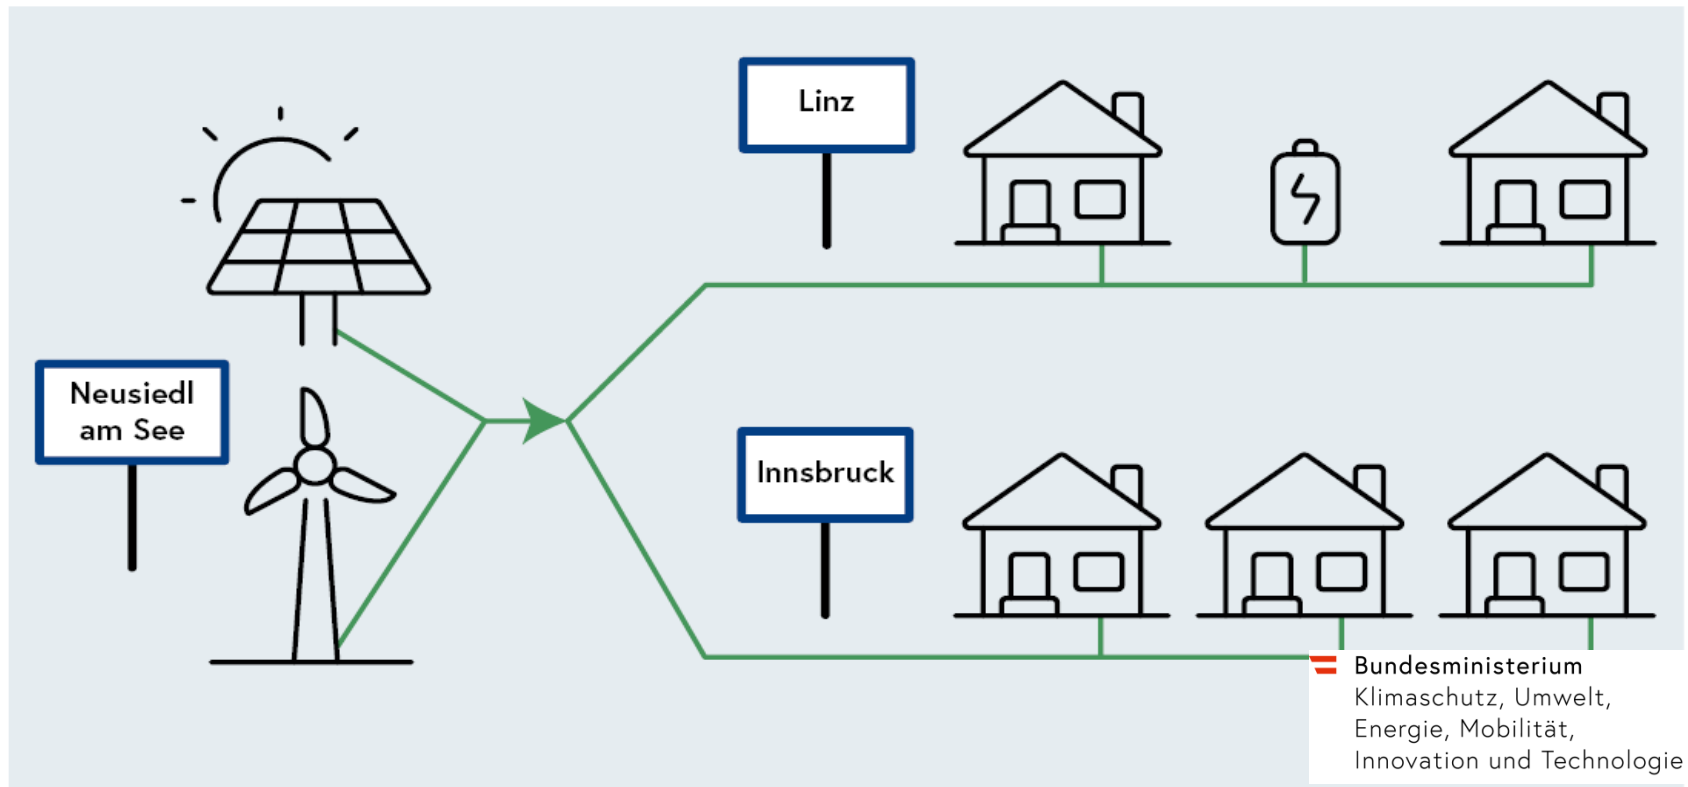 Linz
Neusiedl
am See
Innsbruck
Bundesministerium
Klimaschutz, Umwelt,
Energie, Mobilität,
Innovation und Technologie